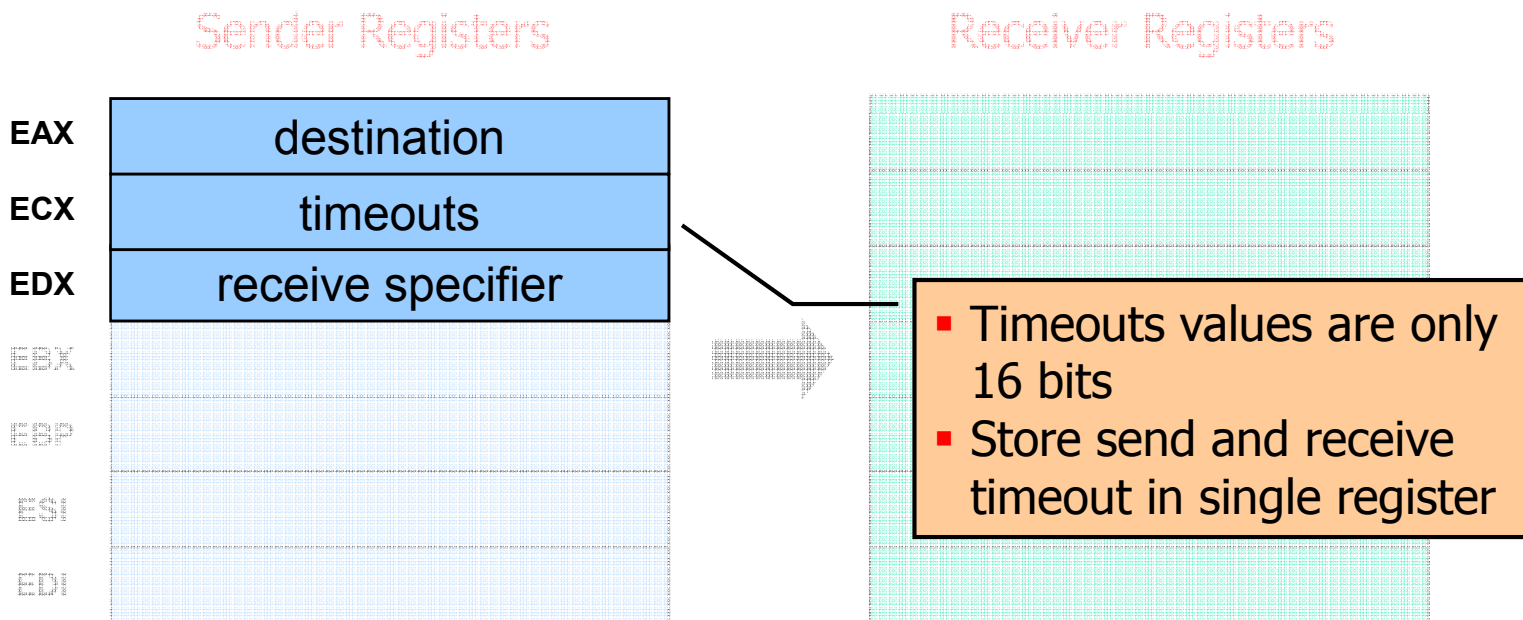 Sender Registers
Receiver Registers
EAX
destination
ECX
timeouts
EDX
receive specifier
EBX
EBP
ESI
EDI
▪ Timeouts values are only
16 bits
▪ Store send and receive
timeout in single register